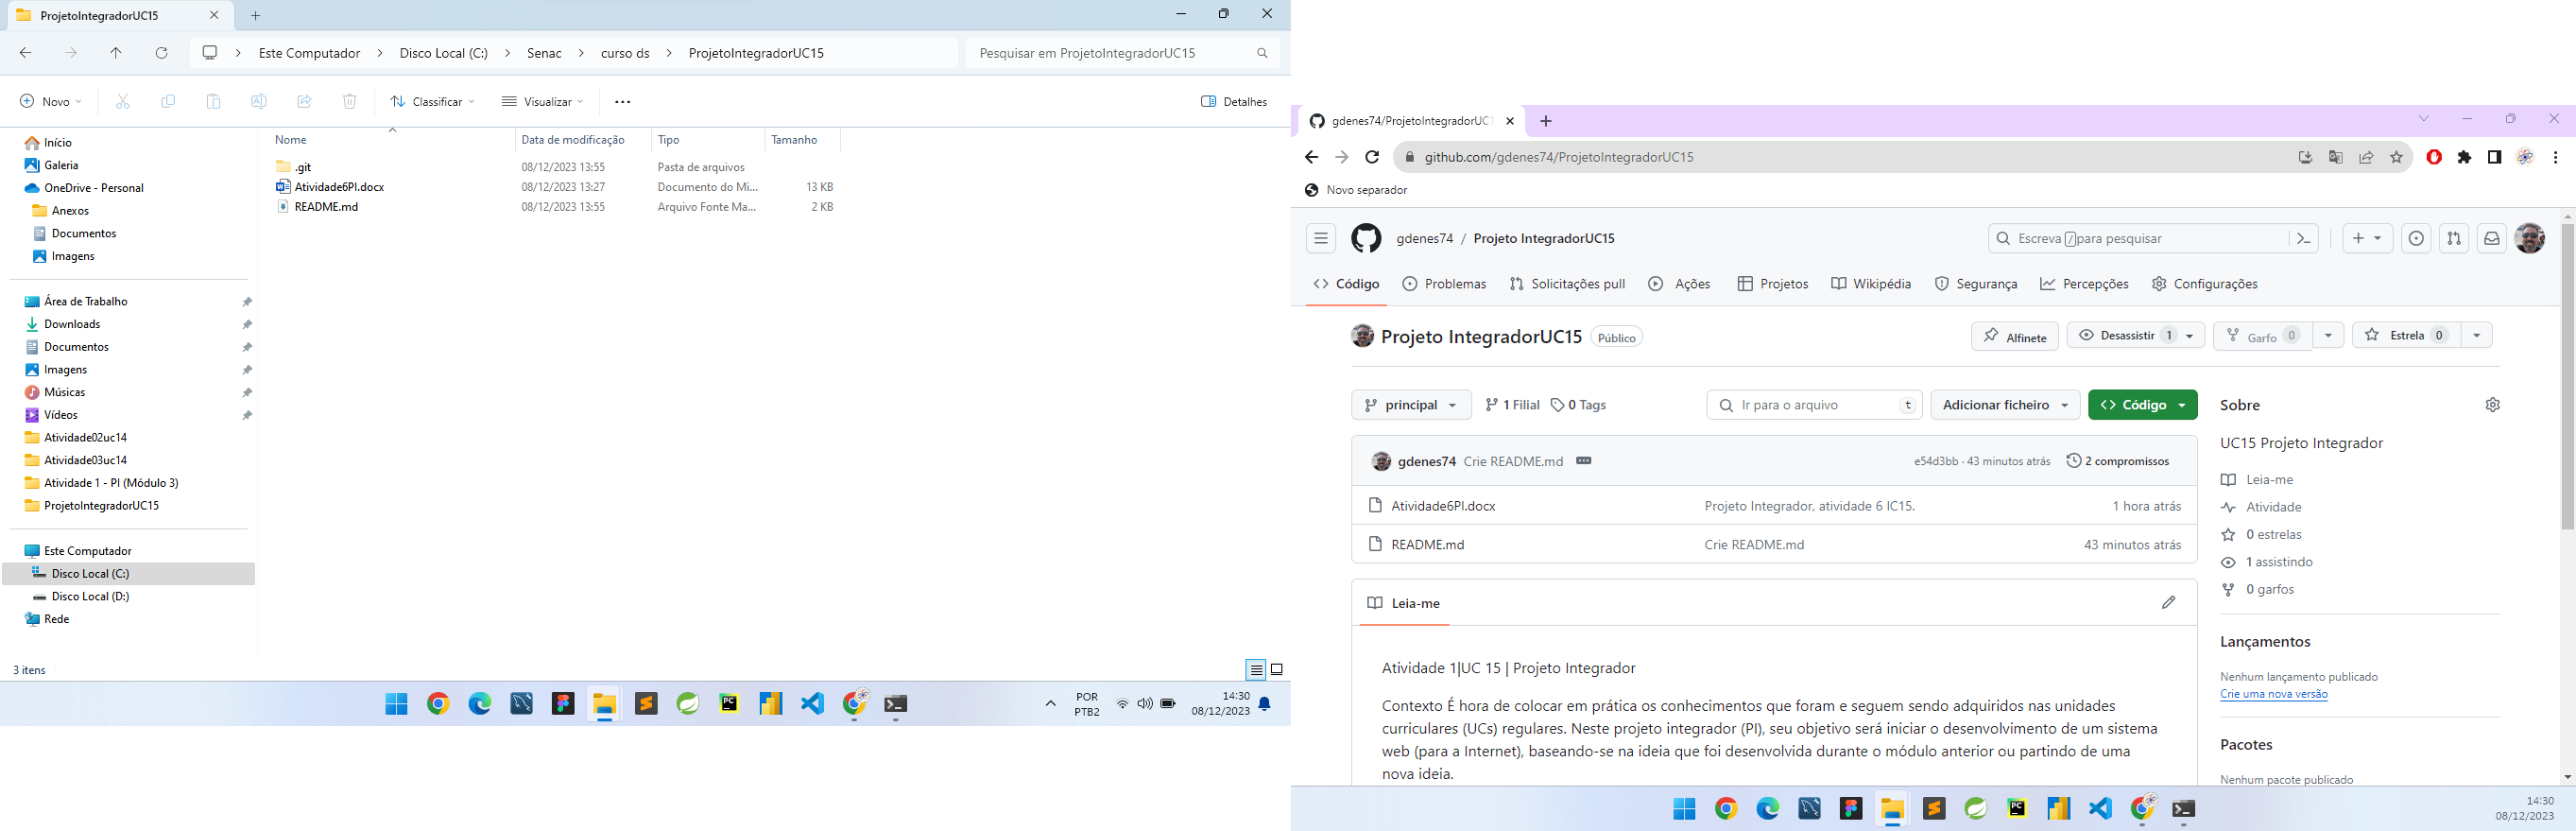 ProjetoIntegradorUC15
Este Computador
Disco Local (C:)
Senac
curso ds
ProjetoIntegradorUC15
Pesquisar em ProjetoIntegradorUC15
Novo
Classificar
Visualizar
Detalhes
Nome
Data de modificação
Tipo
Tamanho
.git
08/12/2023 13:55
Pasta de arquivos
Atividade6PI.docx
08/12/2023 13:27
Documento do Mi...
13 KB
README.md
08/12/2023 13:55
Arquivo Fonte Ma...
2 KB
Início
Galeria
OneDrive - Personal
Anexos
Documentos
Imagens
Área de Trabalho
Downloads
Documentos
Imagens
Músicas
Vídeos
Atividade02uc14
Atividade03uc14
Atividade 1 - PI (Módulo 3)
ProjetoIntegradorUC15
Este Computador
Disco Local (C:)
Disco Local (D:)
Rede
3 itens
POR
PTB2
14:30
08/12/2023
gdenes74/ProjetoIntegradorUC1
github.com/gdenes74/ProjetoIntegradorUC15
Novo separador
gdenes74 / Projeto IntegradorUC15
Escreva / para pesquisar
Código
Problemas
Solicitações pull
Ações
Projetos
Wikipédia
Segurança
Percepções
Configurações
Projeto IntegradorUC15
Público
Alfinete
Desassistir 1
Garfo 0
Estrela 0
principal
1 Filial
0 Tags
Ir para o arquivo
t
Adicionar ficheiro
Código
gdenes74 Crie README.md
e54d3bb · 43 minutos atrás
2 compromissos
Atividade6PI.docx
Projeto Integrador, atividade 6 IC15.
1 hora atrás
README.md
Crie README.md
43 minutos atrás
Leia-me
Atividade 1|UC 15 | Projeto Integrador
Contexto É hora de colocar em prática os conhecimentos que foram e seguem sendo adquiridos nas unidades
curriculares (UCs) regulares. Neste projeto integrador (PI), seu objetivo será iniciar o desenvolvimento de um sistema
web (para a Internet), baseando-se na ideia que foi desenvolvida durante o módulo anterior ou partindo de uma
nova ideia.
Sobre
UC15 Projeto Integrador
Leia-me
Atividade
0 estrelas
1 assistindo
0 garfos
Lançamentos
Nenhum lançamento publicado
Crie uma nova versão
Pacotes
Nenhum pacote publicado
14:30
08/12/2023